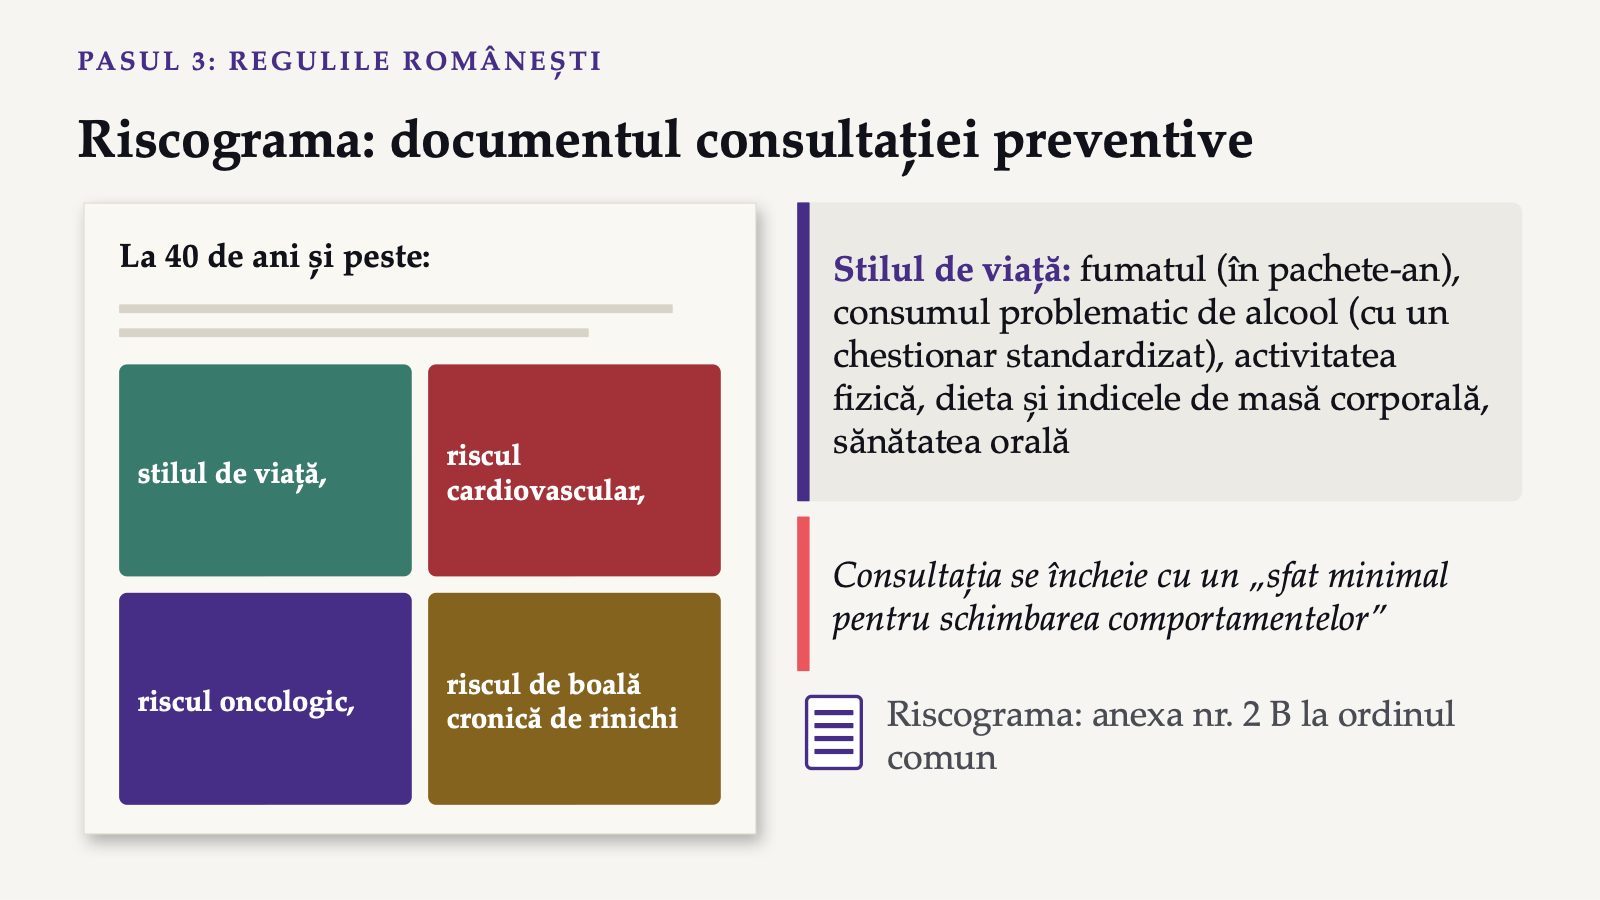 PASUL 3: REGULILE ROMÂNEȘTI
Riscograma: documentul consultației preventive
La 40 de ani și peste:
stilul de viață,
riscul
cardiovascular,
riscul oncologic,
riscul de boală
cronică de rinichi
Stilul de viață: fumatul (în pachete-an),
consumul problematic de alcool (cu un
chestionar standardizat), activitatea
fizică, dieta și indicele de masă corporală,
sănătatea orală
Consultația se încheie cu un „sfat minimal
pentru schimbarea comportamentelor”
Riscograma: anexa nr. 2 B la ordinul
comun